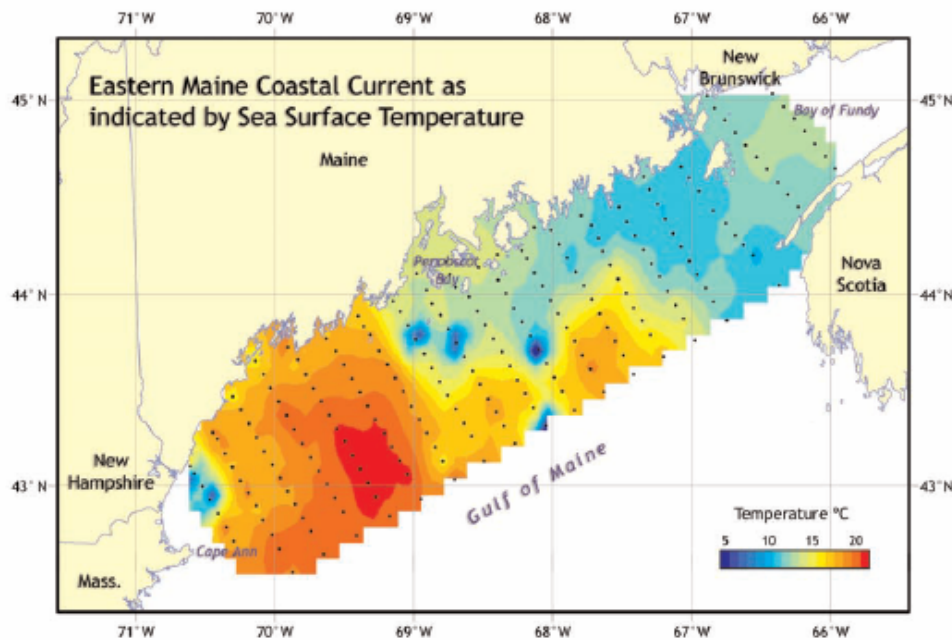 71°W 70°W 69°W 68°W 67°W 66°W
New
Brunswick
Eastern Maine Coastal Current as
indicated by Sea Surface Temperature
45°N
45°N
Bay of Fundy
Maine
Penobscot
Bay
Nova
Scotia
44°N
44°N
New
Hampshire
43°N
43°N
Gulf of Maine
Temperature °C
5 10 15 20
Cape Ann
Mass.
71°W 70°W 69°W 68°W 67°W 66°W